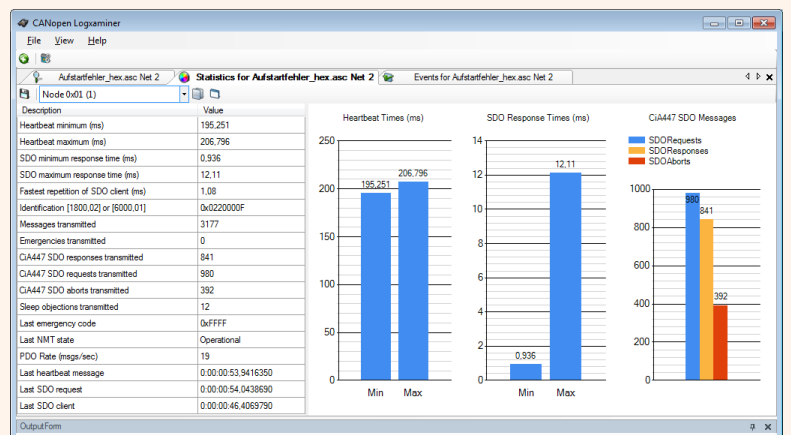 CANopen Logxaminer
File View Help
Aufstartfehler_hex.asc Net 2 Statistics for Aufstartfehler_hex.asc Net 2 Events for Aufstartfehler_hex.asc Net 2
Node 0x01 (1)
Description Value
Heartbeat minimum (ms) 195,251
Heartbeat maximum (ms) 206,796
SDO minimum response time (ms) 0,936
SDO maximum response time (ms) 12,11
Fastest repetition of SDO client (ms) 1,08
Identification [1800,02] or [6000,01] 0x0220000F
Messages transmitted 3177
Emergencies transmitted 0
CiA447 SDO responses transmitted 841
CiA447 SDO requests transmitted 980
CiA447 SDO aborts transmitted 392
Sleep objections transmitted 12
Last emergency code 0xFFFF
Last NMT state Operational
PDO Rate (msgs/sec) 19
Last heartbeat message 0:00:00:53,9416350
Last SDO request 0:00:00:54,0438690
Last SDO client 0:00:00:46,4069790
Heartbeat Times (ms)
250
200
150
100
50
0
195,251
206,796
Min Max
SDO Response Times (ms)
14
12
10
8
6
4
2
0
12,11
0,936
Min Max
CiA447 SDO Messages
SDORequests
SDOResponses
SDOAborts
1000
800
600
400
200
0
980
841
392
OutputForm